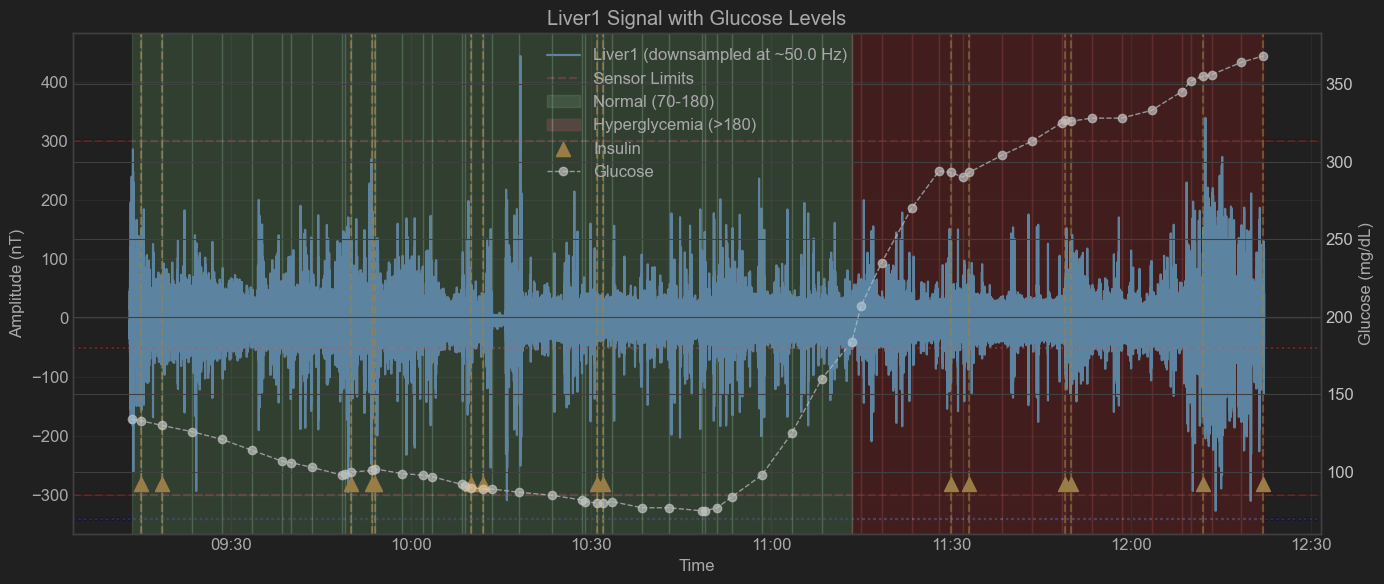 Liver1 Signal with Glucose Levels
Liver1 (downsampled at ~50.0 Hz)
Sensor Limits
Normal (70-180)
Hyperglycemia (>180)
Insulin
Glucose
Amplitude (nT)
400
300
200
100
0
−100
−200
−300
350
300
250
200
150
100
Glucose (mg/dL)
09:30 10:00 10:30 11:00 11:30 12:00 12:30
Time